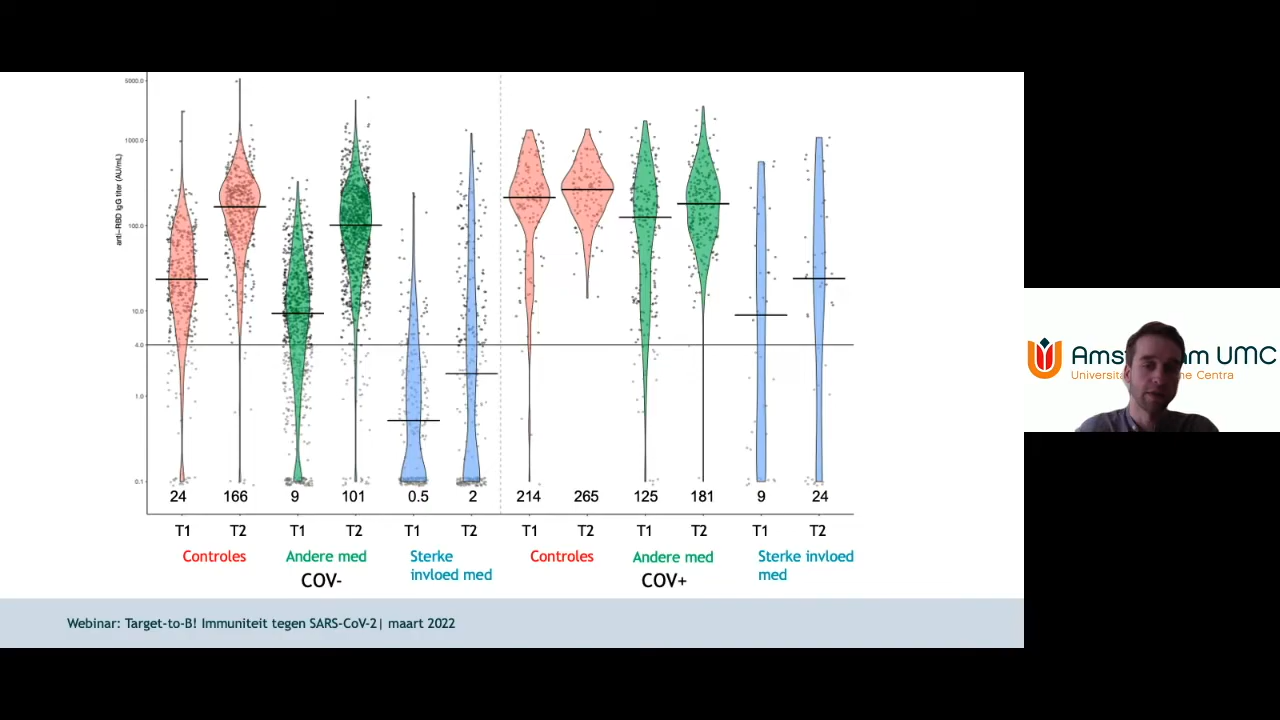 5000.0
1000.0
100.0
10.0
4.0
1.0
0.1
anti-RBD IgG titer (AU/mL)
24 166 9 101 0.5 2 214 265 125 181 9 24
T1 T2 T1 T2 T1 T2 T1 T2 T1 T2 T1 T2
Controles Andere med Sterke Controles Andere med Sterke invloed
invloed med med
COV- COV+
Webinar: Target-to-B! Immuniteit tegen SARS-CoV-2| maart 2022
UMC